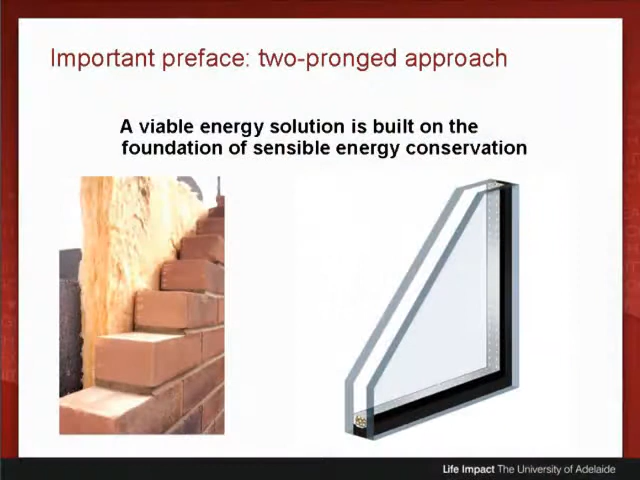 Important preface: two-pronged approach
A viable energy solution is built on the
foundation of sensible energy conservation
Life Impact The University of Adelaide